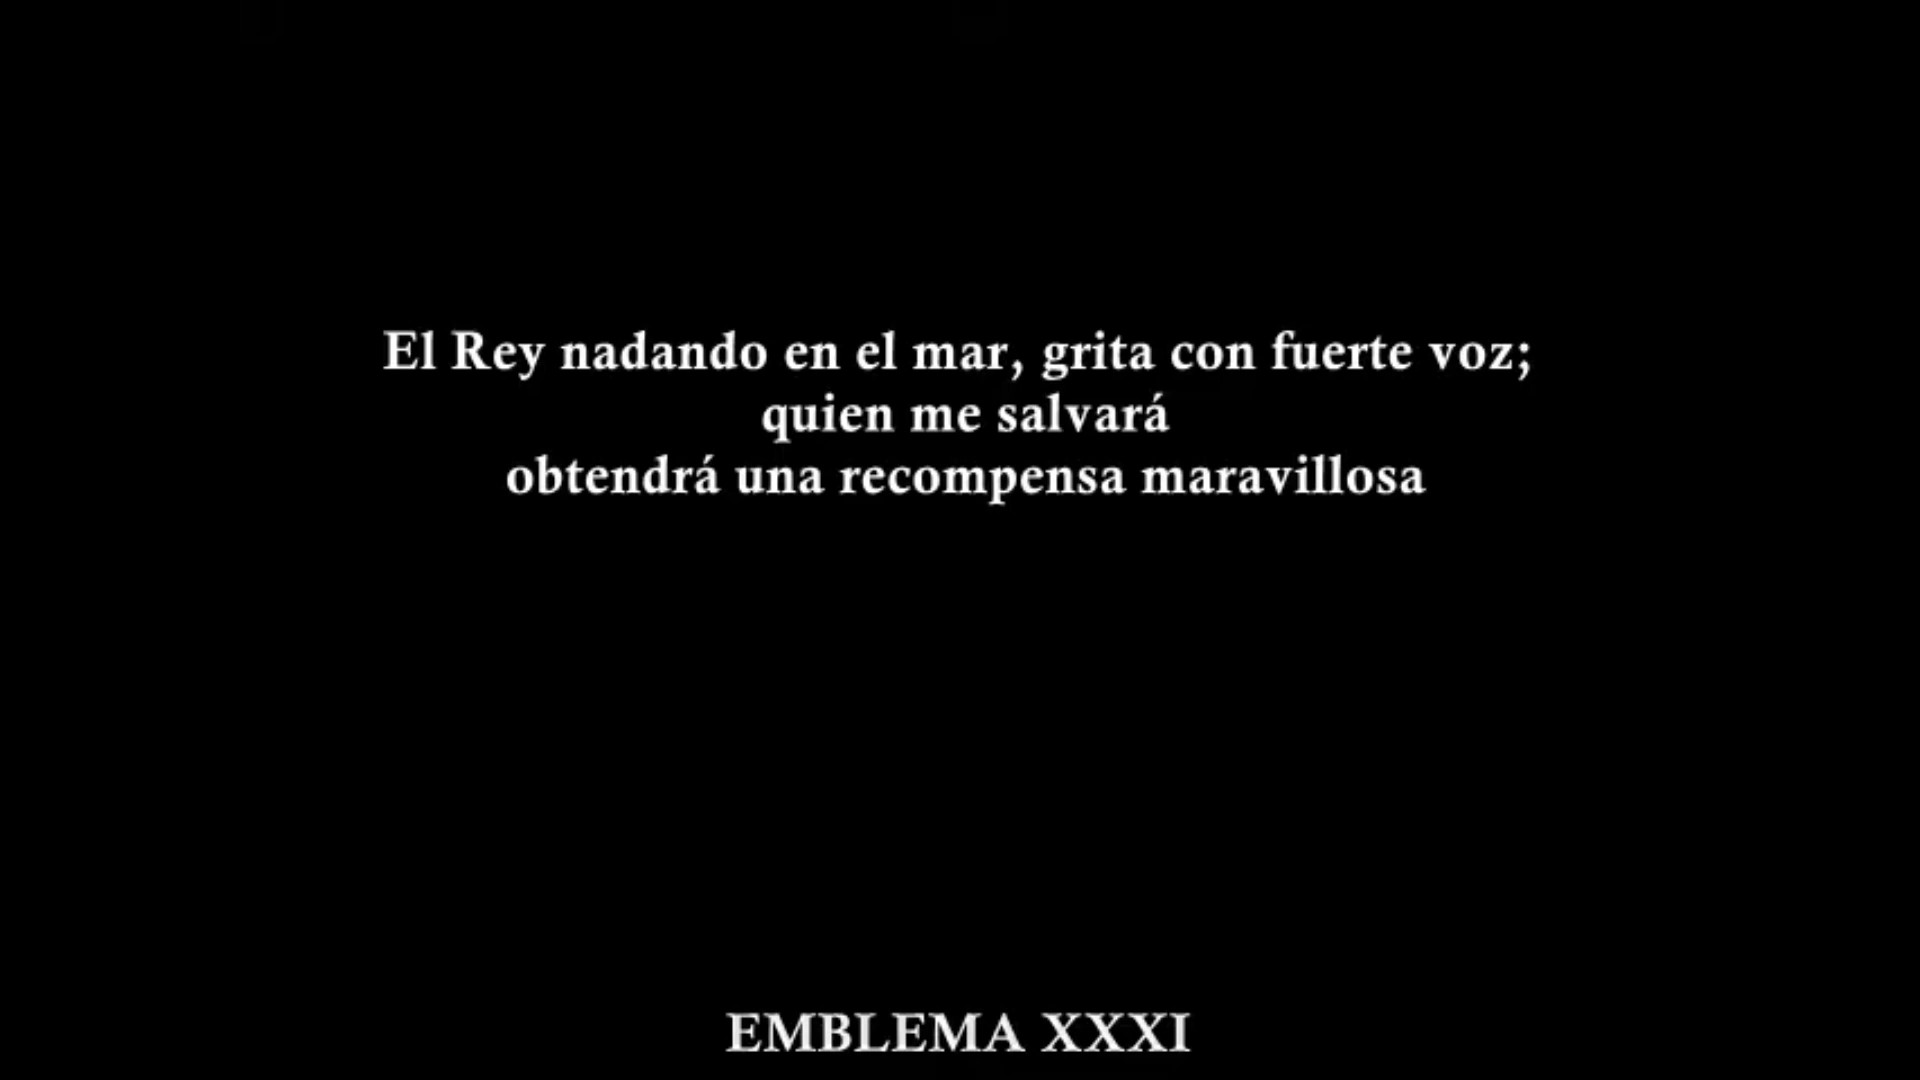 El Rey nadando en el mar, grita con fuerte voz;
quien me salvará
obtendrá una recompensa maravillosa
EMBLEMA XXXI